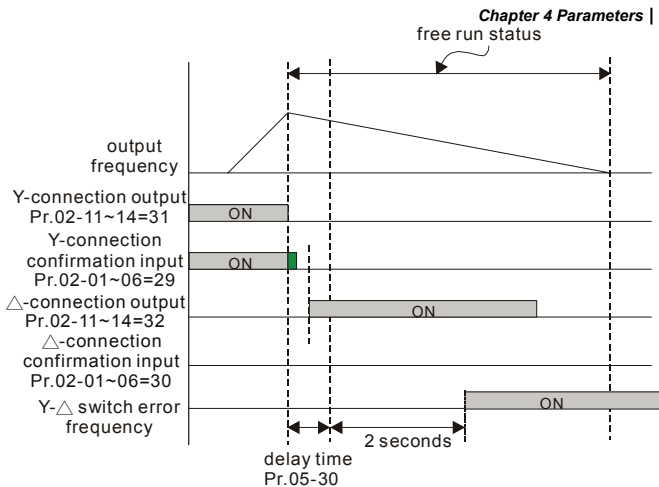 Chapter 4 Parameters |
free run status
output
frequency
Y-connection output
Pr.02-11~14=31
ON
Y-connection
confirmation input
Pr.02-01~06=29
ON
△-connection output
Pr.02-11~14=32
ON
△-connection
confirmation input
Pr.02-01~06=30
Y-△ switch error
frequency
ON
2 seconds
delay time
Pr.05-30